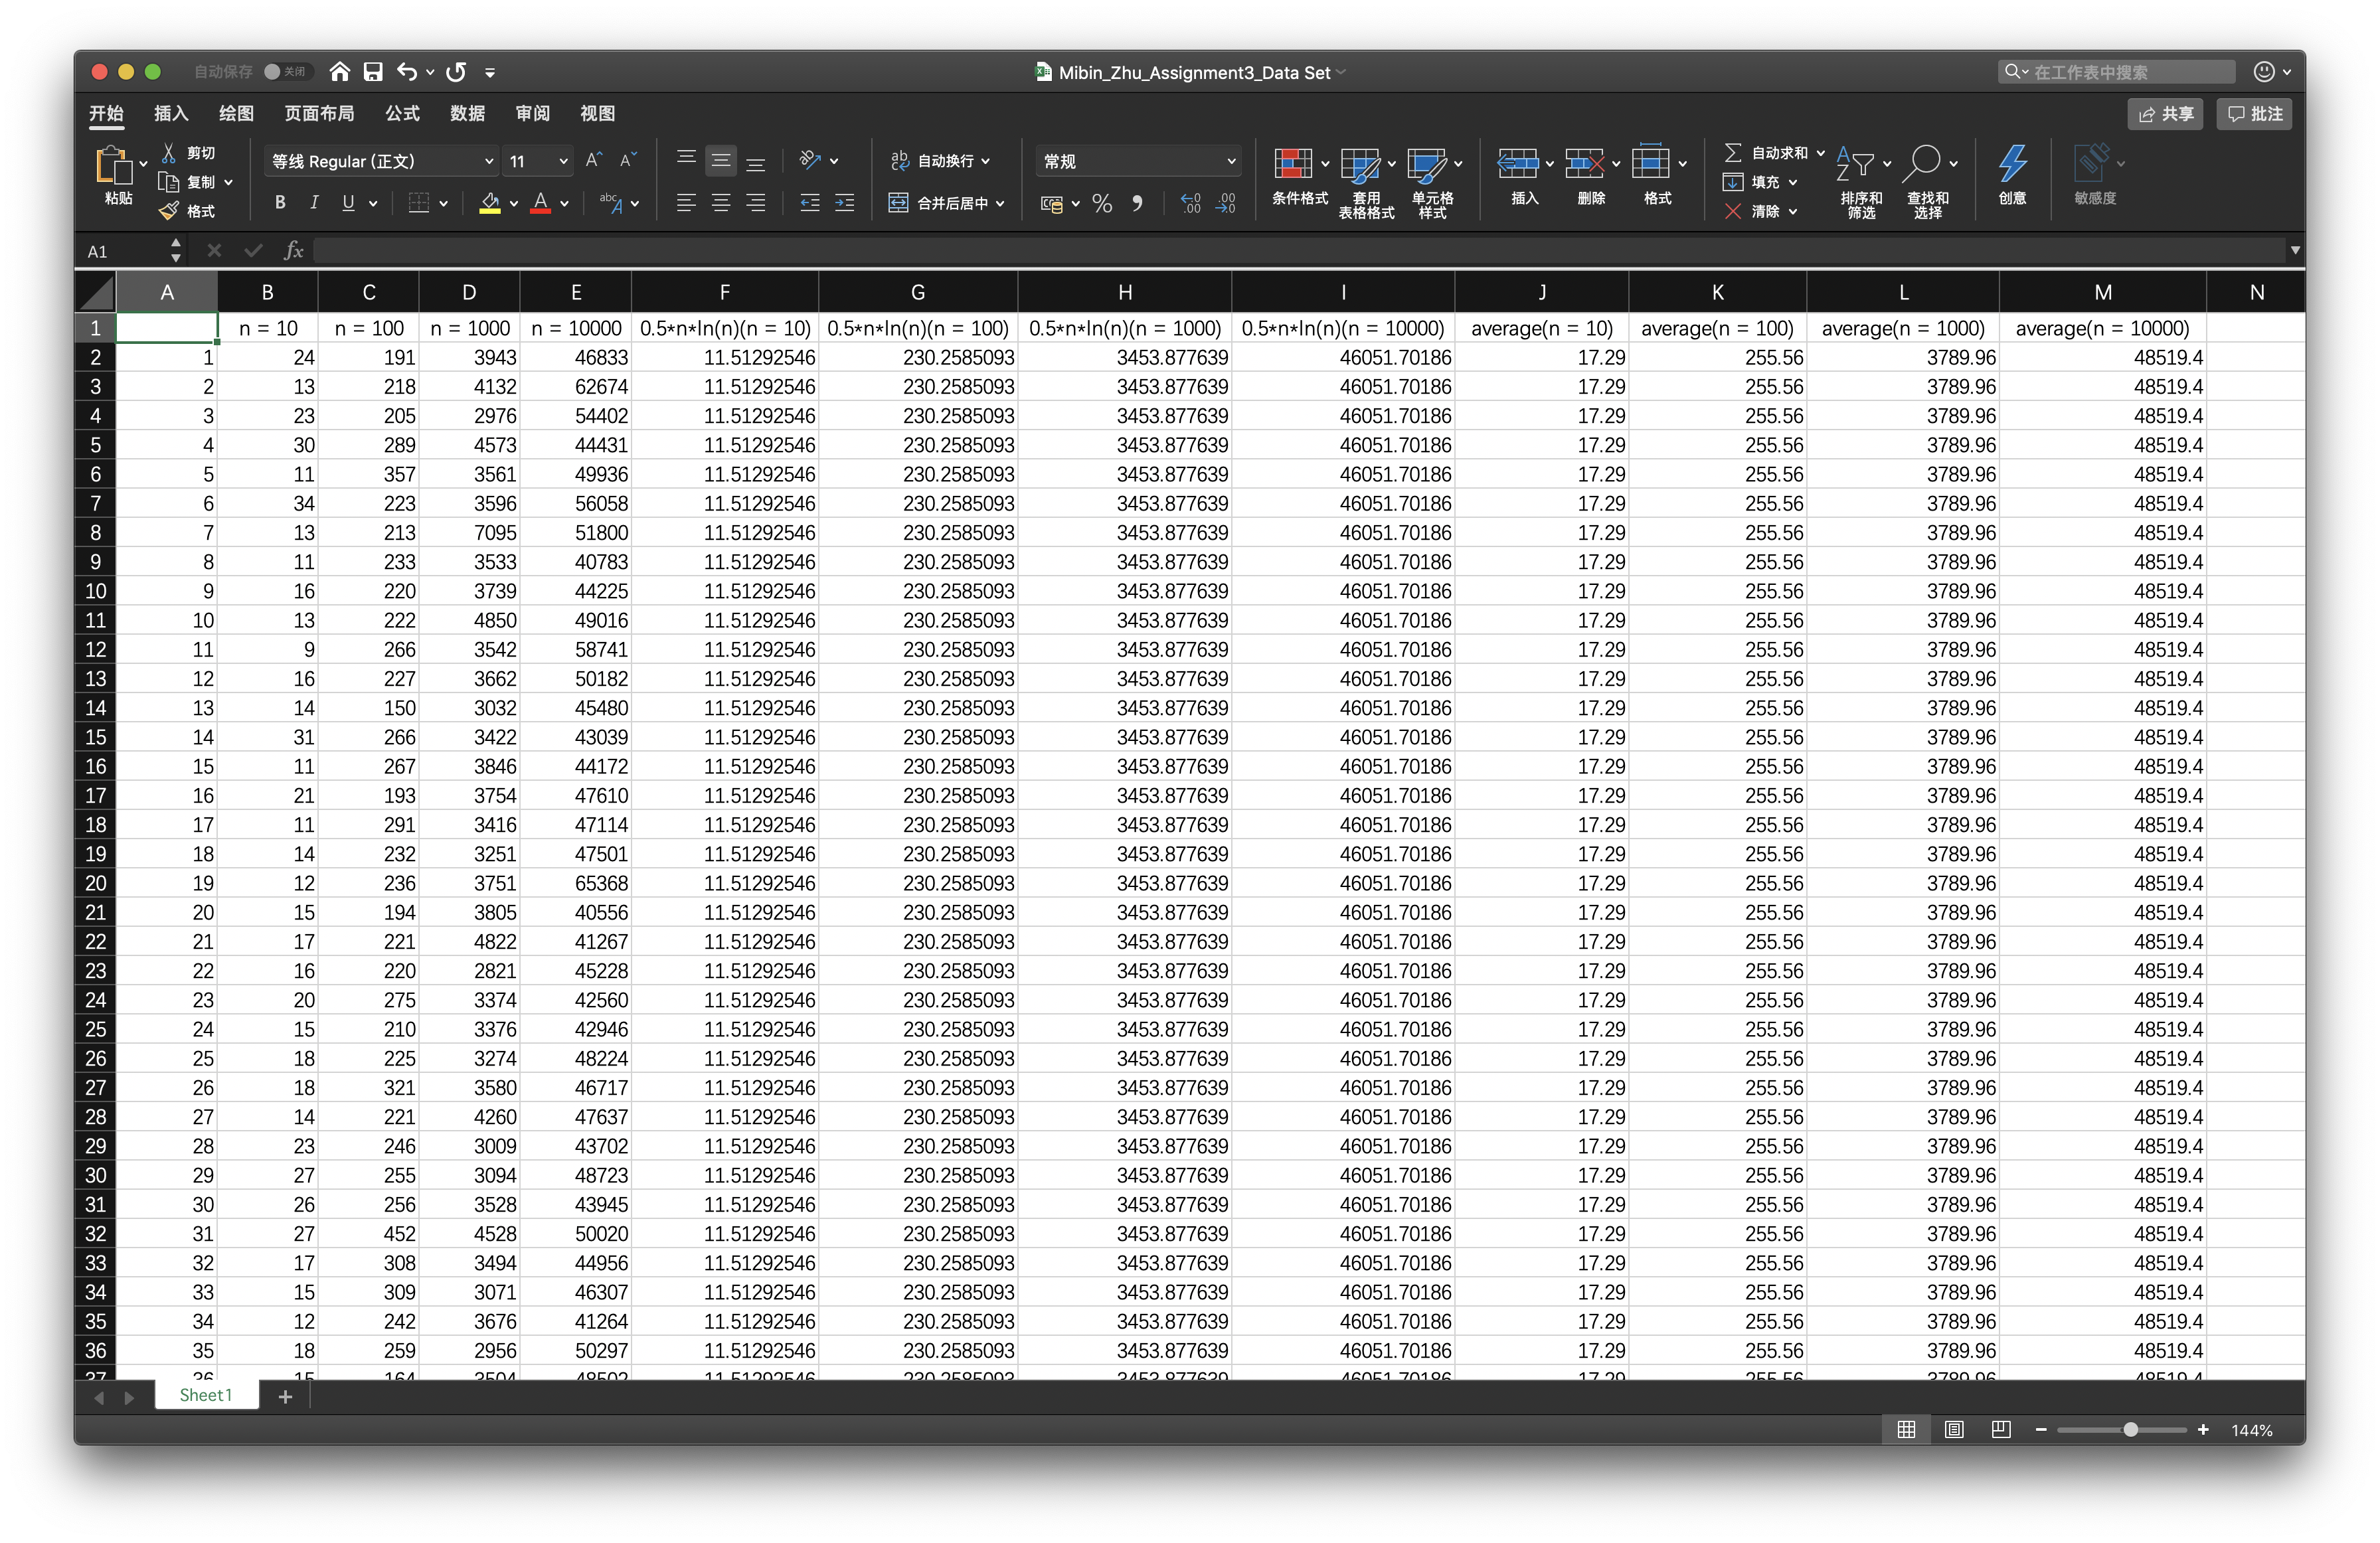 自动保存 关闭 Mibin_Zhu_Assignment3_Data Set 在工作表中搜索
开始 插入 绘图 页面布局 公式 数据 审阅 视图 共享 批注
粘贴 剪切 复制 格式 等线 Regular (正文) 11 自动换行 合并后居中 常规 条件格式 套用 表格格式 单元格 样式 插入 删除 格式 自动求和 填充 清除 排序和 筛选 查找和 选择 创意 敏感度
A1 fx
A B C D E F G H I J K L M N
1 n = 10 n = 100 n = 1000 n = 10000 0.5*n*ln(n)(n = 10) 0.5*n*ln(n)(n = 100) 0.5*n*ln(n)(n = 1000) 0.5*n*ln(n)(n = 10000) average(n = 10) average(n = 100) average(n = 1000) average(n = 10000)
2 1 24 191 3943 46833 11.51292546 230.2585093 3453.877639 46051.70186 17.29 255.56 3789.96 48519.4
3 2 13 218 4132 62674 11.51292546 230.2585093 3453.877639 46051.70186 17.29 255.56 3789.96 48519.4
4 3 23 205 2976 54402 11.51292546 230.2585093 3453.877639 46051.70186 17.29 255.56 3789.96 48519.4
5 4 30 289 4573 44431 11.51292546 230.2585093 3453.877639 46051.70186 17.29 255.56 3789.96 48519.4
6 5 11 357 3561 49936 11.51292546 230.2585093 3453.877639 46051.70186 17.29 255.56 3789.96 48519.4
7 6 34 223 3596 56058 11.51292546 230.2585093 3453.877639 46051.70186 17.29 255.56 3789.96 48519.4
8 7 13 213 7095 51800 11.51292546 230.2585093 3453.877639 46051.70186 17.29 255.56 3789.96 48519.4
9 8 11 233 3533 40783 11.51292546 230.2585093 3453.877639 46051.70186 17.29 255.56 3789.96 48519.4
10 9 16 220 3739 44225 11.51292546 230.2585093 3453.877639 46051.70186 17.29 255.56 3789.96 48519.4
11 10 13 222 4850 49016 11.51292546 230.2585093 3453.877639 46051.70186 17.29 255.56 3789.96 48519.4
12 11 9 266 3542 58741 11.51292546 230.2585093 3453.877639 46051.70186 17.29 255.56 3789.96 48519.4
13 12 16 227 3662 50182 11.51292546 230.2585093 3453.877639 46051.70186 17.29 255.56 3789.96 48519.4
14 13 14 150 3032 45480 11.51292546 230.2585093 3453.877639 46051.70186 17.29 255.56 3789.96 48519.4
15 14 31 266 3422 43039 11.51292546 230.2585093 3453.877639 46051.70186 17.29 255.56 3789.96 48519.4
16 15 11 267 3846 44172 11.51292546 230.2585093 3453.877639 46051.70186 17.29 255.56 3789.96 48519.4
17 16 21 193 3754 47610 11.51292546 230.2585093 3453.877639 46051.70186 17.29 255.56 3789.96 48519.4
18 17 11 291 3416 47114 11.51292546 230.2585093 3453.877639 46051.70186 17.29 255.56 3789.96 48519.4
19 18 14 232 3251 47501 11.51292546 230.2585093 3453.877639 46051.70186 17.29 255.56 3789.96 48519.4
20 19 12 236 3751 65368 11.51292546 230.2585093 3453.877639 46051.70186 17.29 255.56 3789.96 48519.4
21 20 15 194 3805 40556 11.51292546 230.2585093 3453.877639 46051.70186 17.29 255.56 3789.96 48519.4
22 21 17 221 4822 41267 11.51292546 230.2585093 3453.877639 46051.70186 17.29 255.56 3789.96 48519.4
23 22 16 220 2821 45228 11.51292546 230.2585093 3453.877639 46051.70186 17.29 255.56 3789.96 48519.4
24 23 20 275 3374 42560 11.51292546 230.2585093 3453.877639 46051.70186 17.29 255.56 3789.96 48519.4
25 24 15 210 3376 42946 11.51292546 230.2585093 3453.877639 46051.70186 17.29 255.56 3789.96 48519.4
26 25 18 225 3274 48224 11.51292546 230.2585093 3453.877639 46051.70186 17.29 255.56 3789.96 48519.4
27 26 18 321 3580 46717 11.51292546 230.2585093 3453.877639 46051.70186 17.29 255.56 3789.96 48519.4
28 27 14 221 4260 47637 11.51292546 230.2585093 3453.877639 46051.70186 17.29 255.56 3789.96 48519.4
29 28 23 246 3009 43702 11.51292546 230.2585093 3453.877639 46051.70186 17.29 255.56 3789.96 48519.4
30 29 27 255 3094 48723 11.51292546 230.2585093 3453.877639 46051.70186 17.29 255.56 3789.96 48519.4
31 30 26 256 3528 43945 11.51292546 230.2585093 3453.877639 46051.70186 17.29 255.56 3789.96 48519.4
32 31 27 452 4528 50020 11.51292546 230.2585093 3453.877639 46051.70186 17.29 255.56 3789.96 48519.4
33 32 17 308 3494 44956 11.51292546 230.2585093 3453.877639 46051.70186 17.29 255.56 3789.96 48519.4
34 33 15 309 3071 46307 11.51292546 230.2585093 3453.877639 46051.70186 17.29 255.56 3789.96 48519.4
35 34 12 242 3676 41264 11.51292546 230.2585093 3453.877639 46051.70186 17.29 255.56 3789.96 48519.4
36 35 18 259 2956 50297 11.51292546 230.2585093 3453.877639 46051.70186 17.29 255.56 3789.96 48519.4
Sheet1
144%